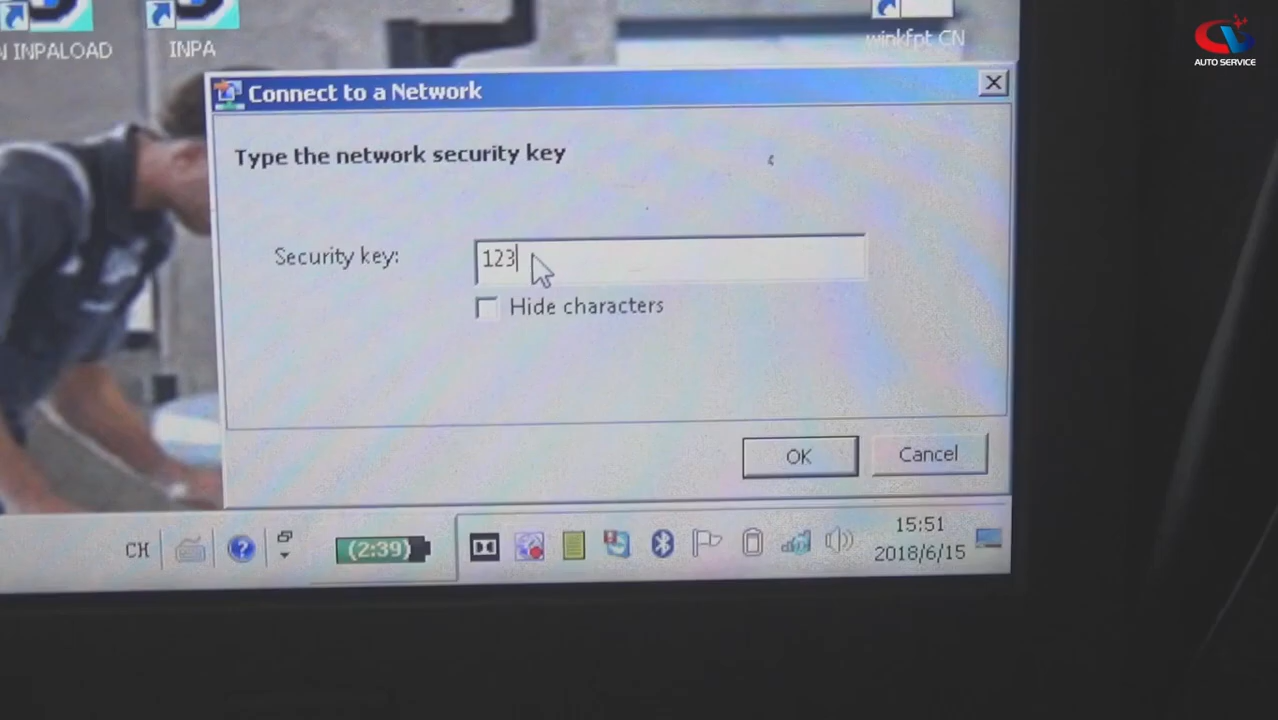 N INPALOAD
INPA
winkfpt CN
AUTO SERVICE
Connect to a Network
Type the network security key
Security key:
123
Hide characters
OK
Cancel
CH
(2:39)
15:51
2018/6/15